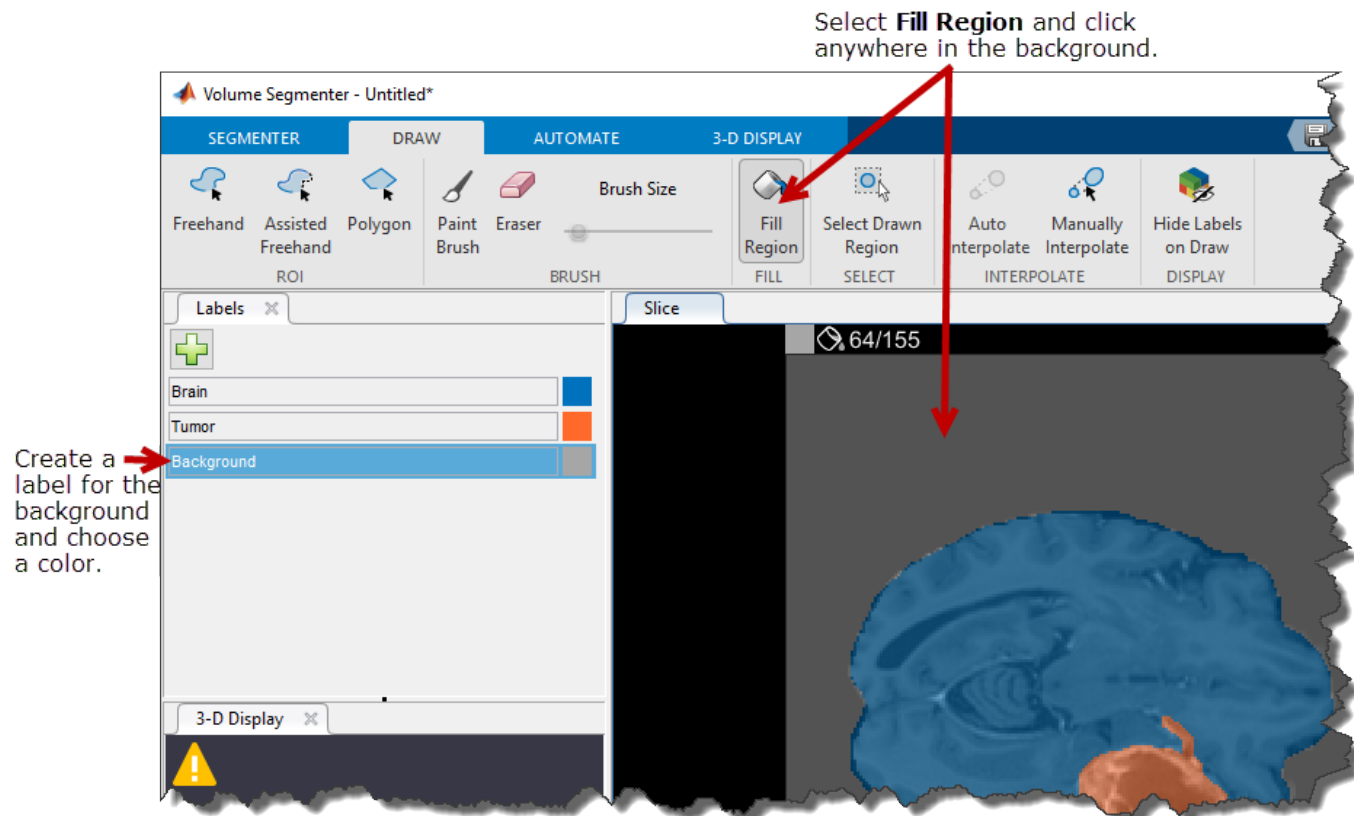 Select Fill Region and click
anywhere in the background.
Volume Segmenter - Untitled*
SEGMENTER DRAW AUTOMATE 3-D DISPLAY
Freehand
Assisted
Freehand
Polygon
ROI
Paint
Brush
Eraser
Brush Size
BRUSH
Fill
Region
FILL
Select Drawn
Region
SELECT
Auto
Interpolate
Manually
Interpolate
INTERPOLATE
Hide Labels
on Draw
DISPLAY
Labels
Slice
64/155
Brain
Tumor
Background
Create a
label for the
background
and choose
a color.
3-D Display